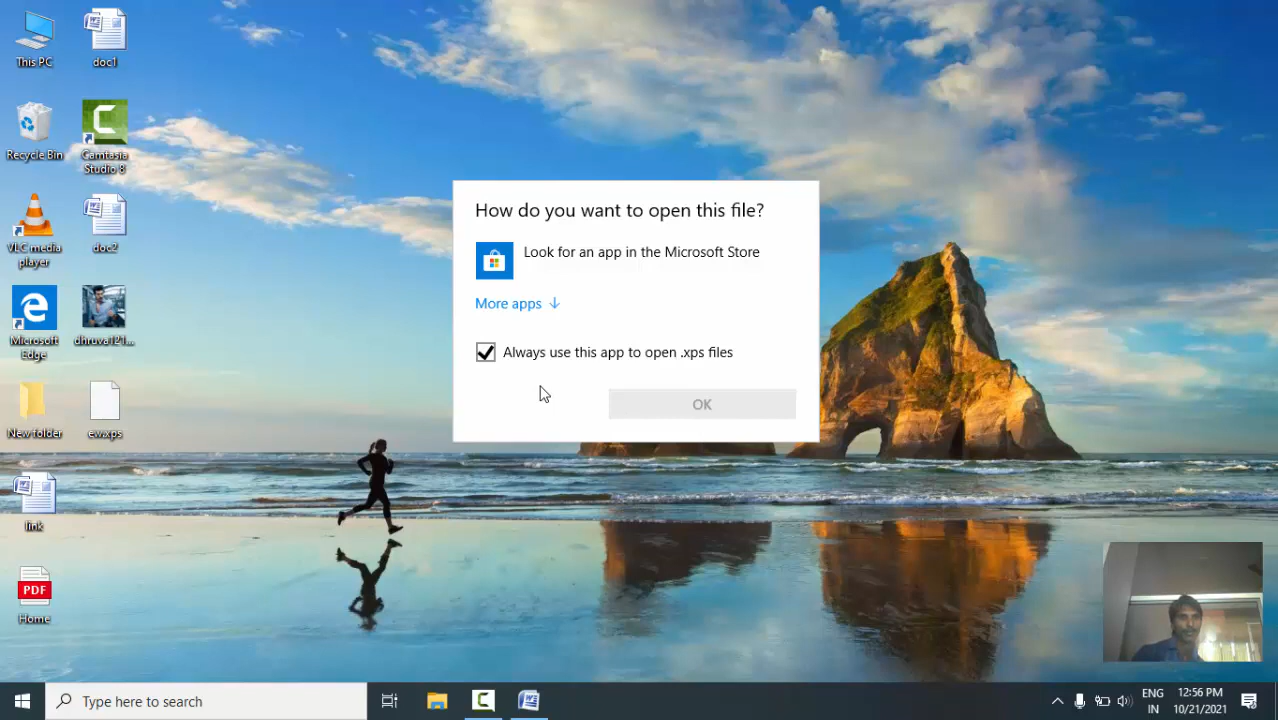 This PC
doc1
Recycle Bin
Camtasia
Studio 8
VLC media
player
doc2
Microsoft
Edge
dhruva121...
New folder
ew.xps
link
PDF
Home
How do you want to open this file?
Look for an app in the Microsoft Store
More apps
Always use this app to open .xps files
OK
Type here to search
ENG
IN
12:56 PM
10/21/2021